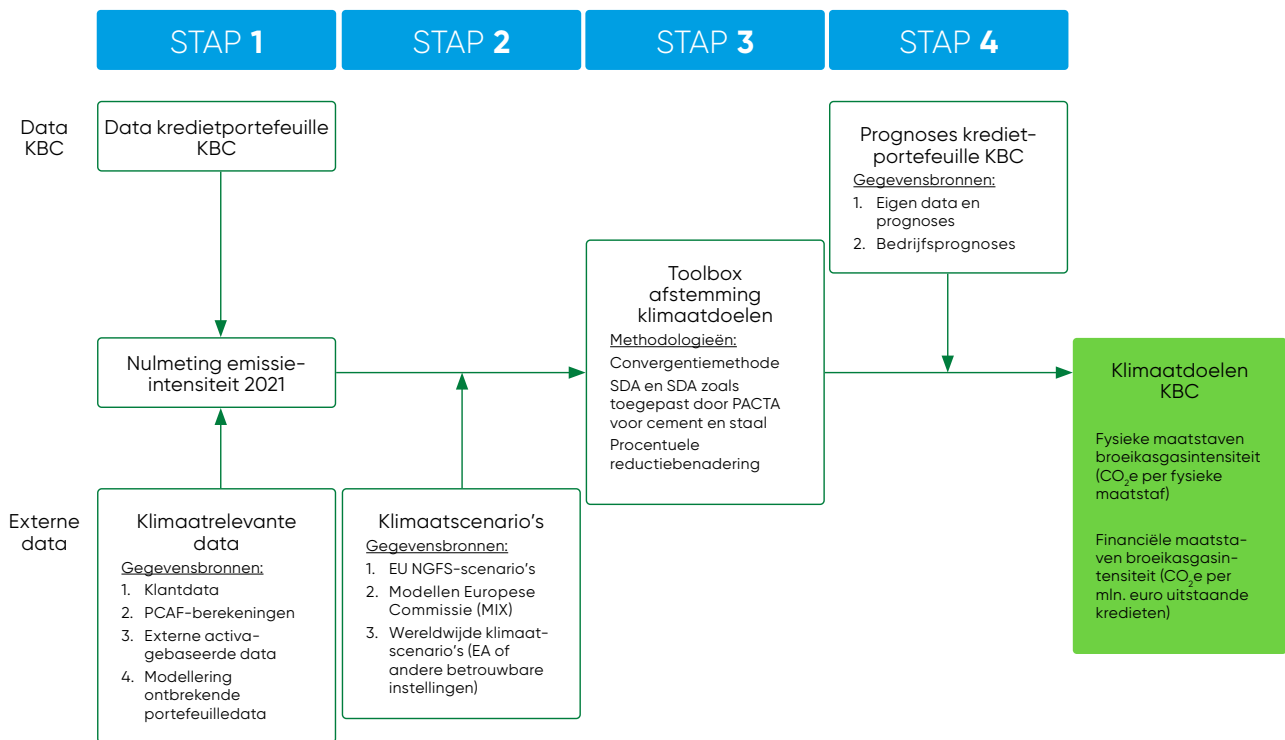 STAP 1
STAP 2
STAP 3
STAP 4
Data
KBC
Data kredietportefeuille
KBC
Prognoses krediet-
portefeuille KBC
Gegevensbronnen:
1. Eigen data en
prognoses
2. Bedrijfsprognoses
Nulmeting emissie-
intensiteit 2021
Toolbox
afstemming
klimaatdoelen
Methodologieën:
Convergentiemethode
SDA en SDA zoals
toegepast door PACTA
voor cement en staal
Procentuele
reductiebenadering
Klimaatdoelen
KBC
Fysieke maatstaven
broeikasgasintensiteit
(CO₂e per fysieke
maatstaf)
Financiële maatsta-
ven broeikasgasin-
tensiteit (CO₂e per
mln. euro uitstaande
kredieten)
Externe
data
Klimaatrelevante
data
Gegevensbronnen:
1. Klantdata
2. PCAF-berekeningen
3. Externe activa-
gebaseerde data
4. Modellering
ontbrekende
portefeuilledata
Klimaatscenario's
Gegevensbronnen:
1. EU NGFS-scenario's
2. Modellen Europese
Commissie (MIX)
3. Wereldwijde klimaat-
scenario's (EA of
andere betrouwbare
instellingen)